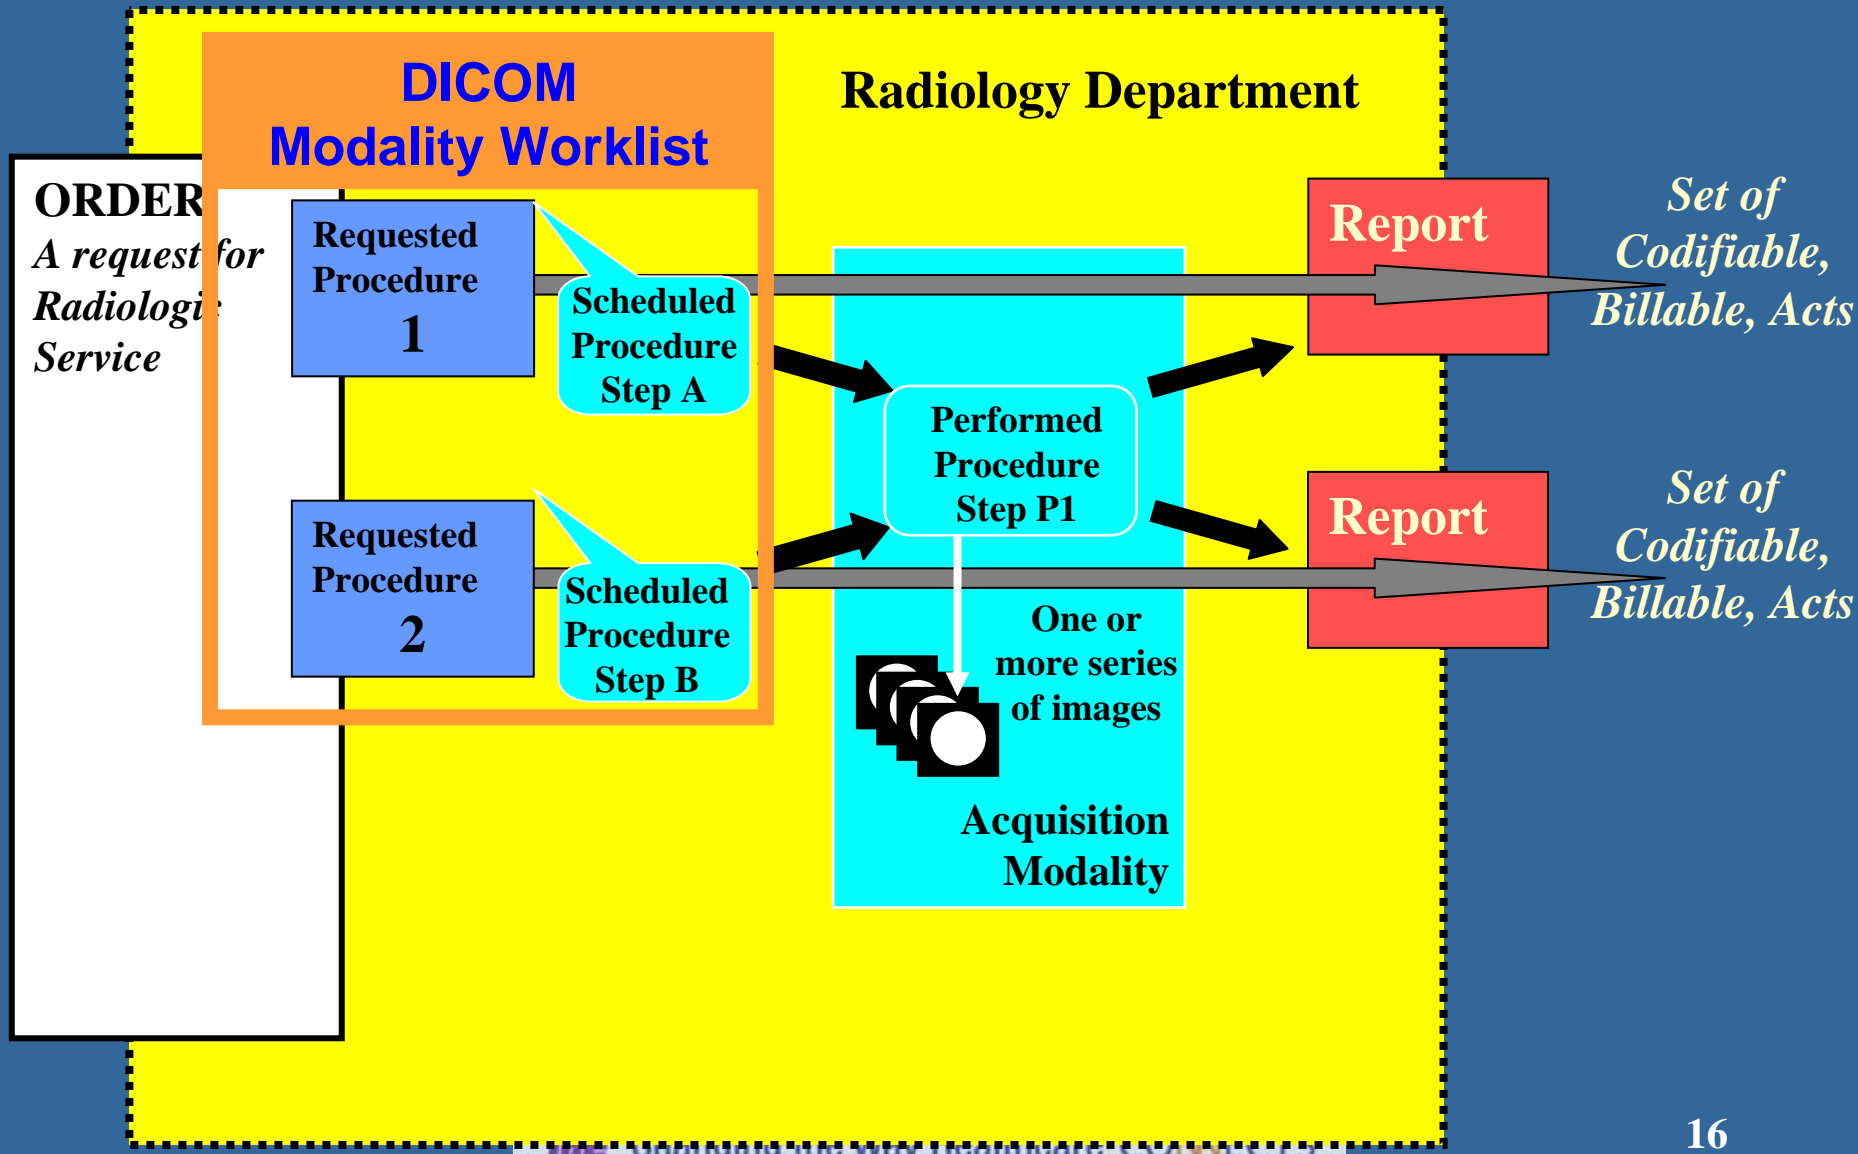 DICOM
Modality Worklist
Radiology Department
ORDER
A request for
Radiologic
Service
Requested
Procedure
1
Scheduled
Procedure
Step A
Requested
Procedure
2
Scheduled
Procedure
Step B
Performed
Procedure
Step P1
One or
more series
of images
Acquisition
Modality
Report
Set of
Codifiable,
Billable, Acts
Report
Set of
Codifiable,
Billable, Acts
16